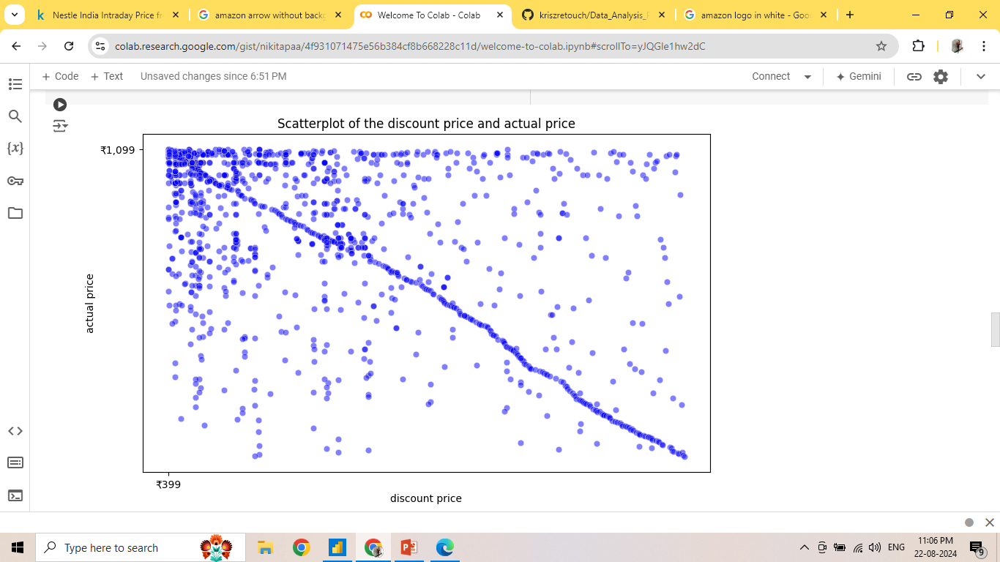 Nestle India Intraday Price fr
amazon arrow without back
Welcome To Colab - Colab
kriszretouch/Data_Analysis_P
amazon logo in white - Goo
colab.research.google.com/gist/nikitapaa/4f931071475e56b384cf8b668228c11d/welcome-to-colab.ipynb#scrollTo=yJQGle1hw2dC
+ Code + Text Unsaved changes since 6:51 PM Connect Gemini
Scatterplot of the discount price and actual price
₹1,099
actual price
₹399
discount price
Type here to search
ENG
11:06 PM
22-08-2024
9